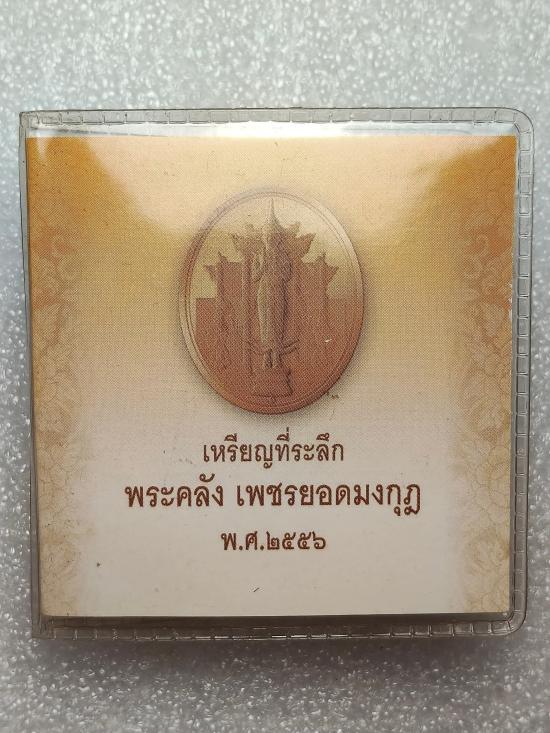 เหรียญที่ระลึก
พระคลัง เพชรยอดมงกุฎ
พ.ศ.๒๕๕๖